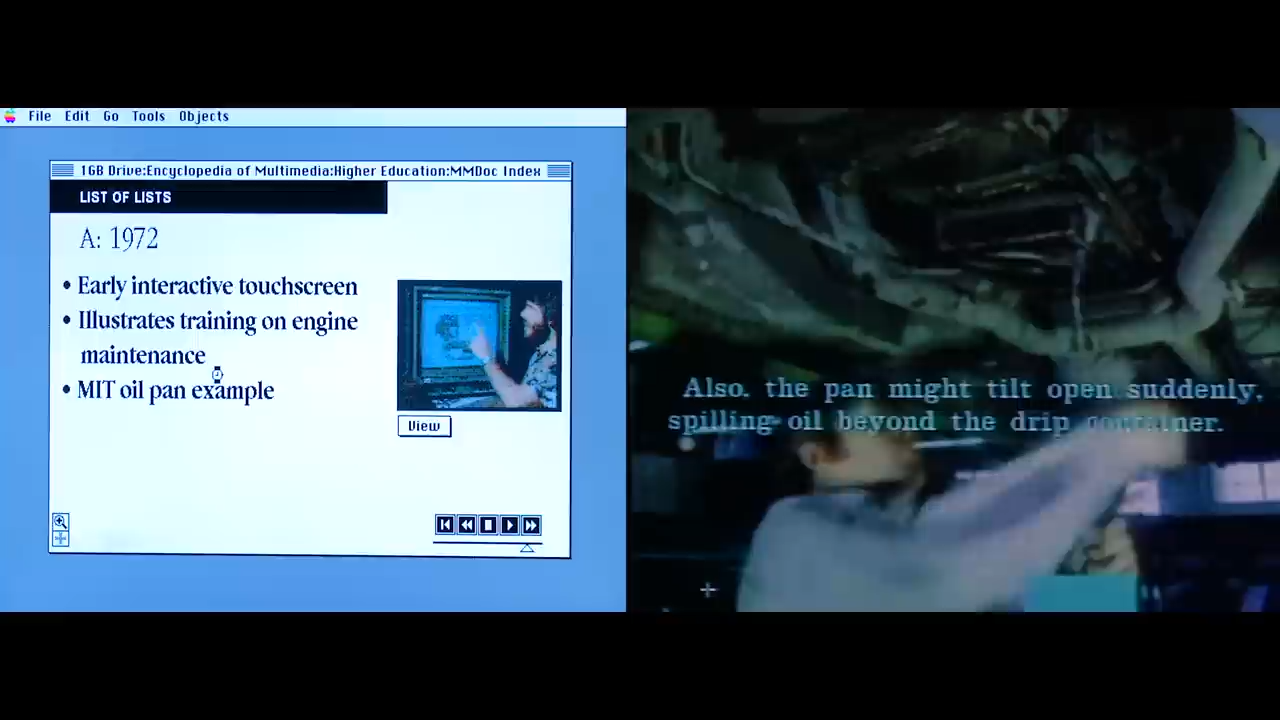 File Edit Go Tools Objects
1GB Drive:Encyclopedia of Multimedia:Higher Education:MMDoc Index
LIST OF LISTS
A: 1972
• Early interactive touchscreen
• Illustrates training on engine
maintenance
• MIT oil pan example
View
Also, the pan might tilt open suddenly,
spilling oil beyond the drip container.